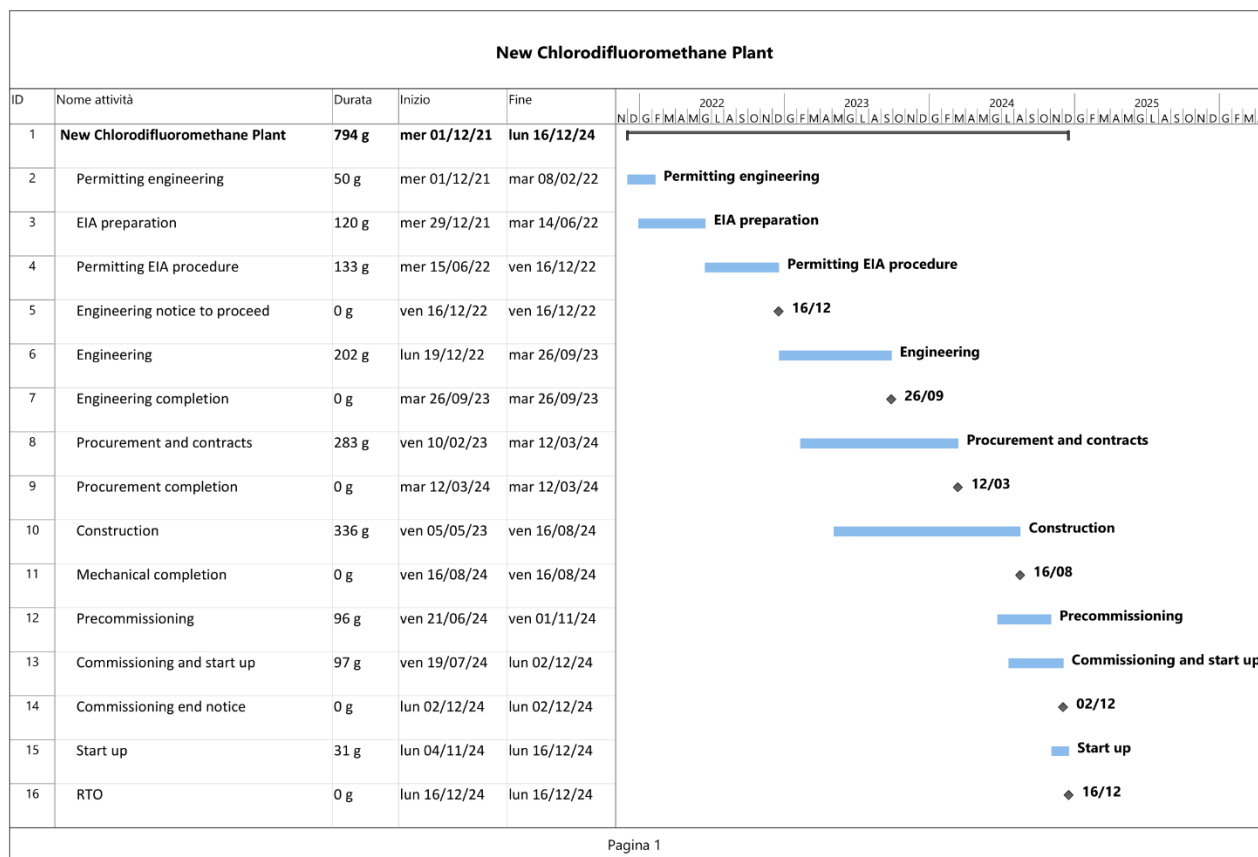 New Chlorodifluoromethane Plant
ID Nome attività Durata Inizio Fine
2022 2023 2024 2025
N D G F M A M G L A S O N D G F M A M G L A S O N D G F M A M G L A S O N D G F M A M G L A S O N D G F M A
1 New Chlorodifluoromethane Plant 794 g mer 01/12/21 lun 16/12/24
2 Permitting engineering 50 g mer 01/12/21 mar 08/02/22 Permitting engineering
3 EIA preparation 120 g mer 29/12/21 mar 14/06/22 EIA preparation
4 Permitting EIA procedure 133 g mer 15/06/22 ven 16/12/22 Permitting EIA procedure
5 Engineering notice to proceed 0 g ven 16/12/22 ven 16/12/22 16/12
6 Engineering 202 g lun 19/12/22 mar 26/09/23 Engineering
7 Engineering completion 0 g mar 26/09/23 mar 26/09/23 26/09
8 Procurement and contracts 283 g ven 10/02/23 mar 12/03/24 Procurement and contracts
9 Procurement completion 0 g mar 12/03/24 mar 12/03/24 12/03
10 Construction 336 g ven 05/05/23 ven 16/08/24 Construction
11 Mechanical completion 0 g ven 16/08/24 ven 16/08/24 16/08
12 Precommissioning 96 g ven 21/06/24 ven 01/11/24 Precommissioning
13 Commissioning and start up 97 g ven 19/07/24 lun 02/12/24 Commissioning and start up
14 Commissioning end notice 0 g lun 02/12/24 lun 02/12/24 02/12
15 Start up 31 g lun 04/11/24 lun 16/12/24 Start up
16 RTO 0 g lun 16/12/24 lun 16/12/24 16/12
Pagina 1